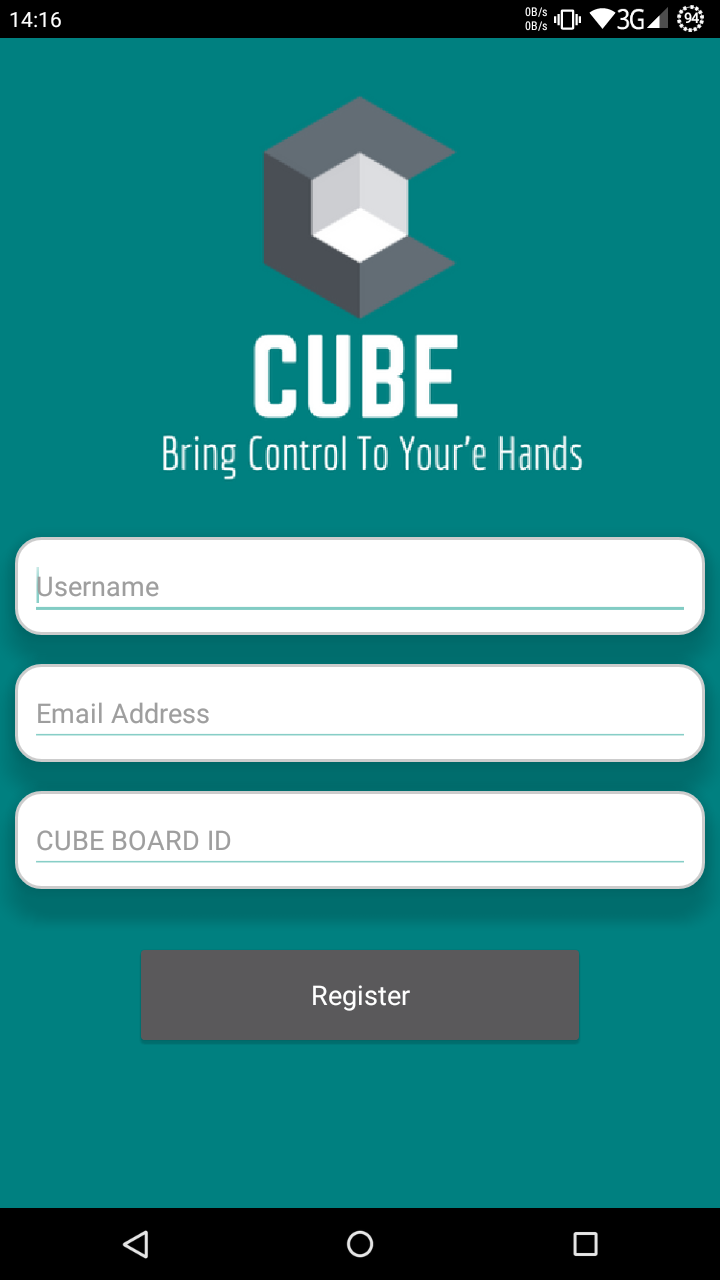 14:16
0B/s
0B/s
3G
94
CUBE
Bring Control To Your'e Hands
Username
Email Address
CUBE BOARD ID
Register